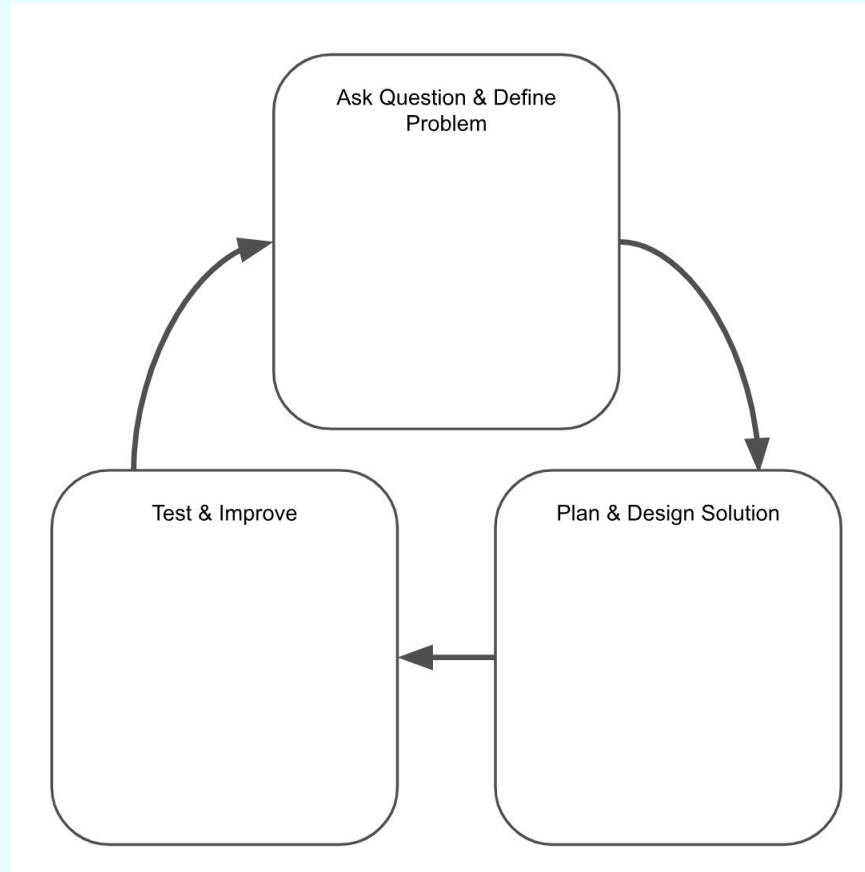 Ask Question & Define
Problem
Test & Improve
Plan & Design Solution